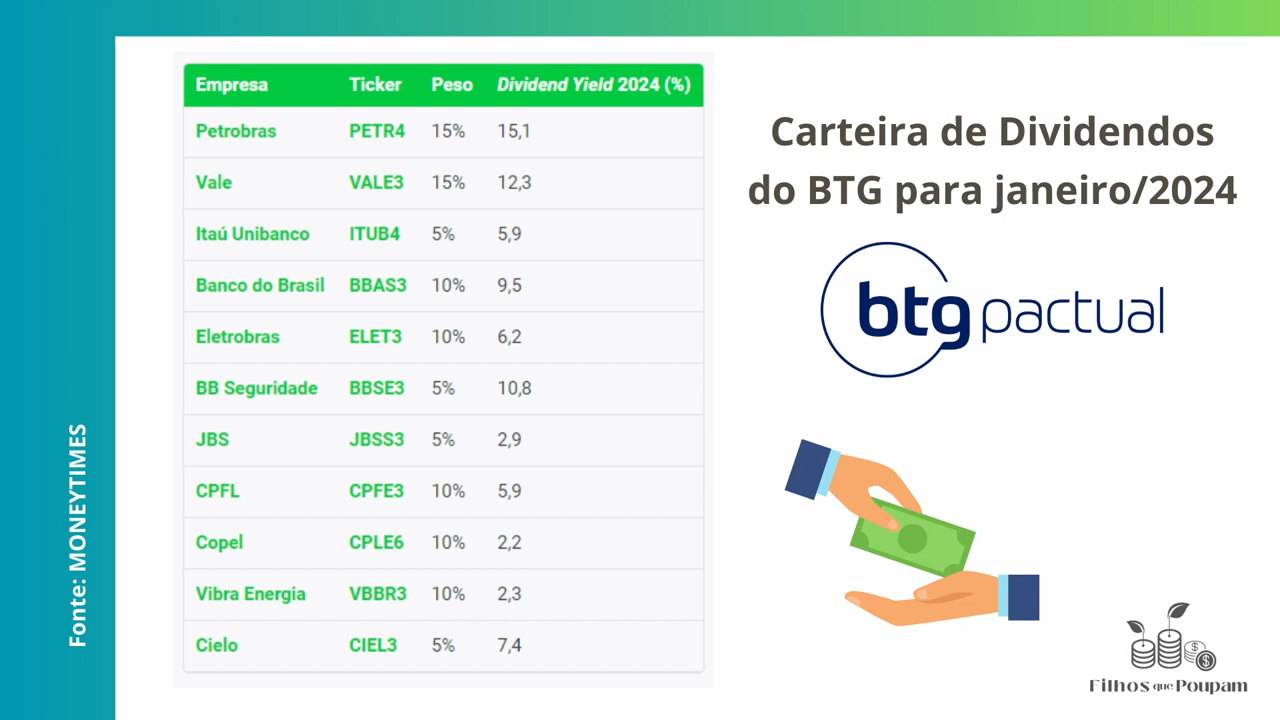 Empresa Ticker Peso Dividend Yield 2024 (%)
Petrobras PETR4 15% 15,1
Vale VALE3 15% 12,3
Itaú Unibanco ITUB4 5% 5,9
Banco do Brasil BBAS3 10% 9,5
Eletrobras ELET3 10% 6,2
BB Seguridade BBSE3 5% 10,8
JBS JBSS3 5% 2,9
CPFL CPFE3 10% 5,9
Copel CPLE6 10% 2,2
Vibra Energia VBBR3 10% 2,3
Cielo CIEL3 5% 7,4
Carteira de Dividendos
do BTG para janeiro/2024
btg pactual
Fonte: MONEYTIMES
$
$
Filhos que Poupam